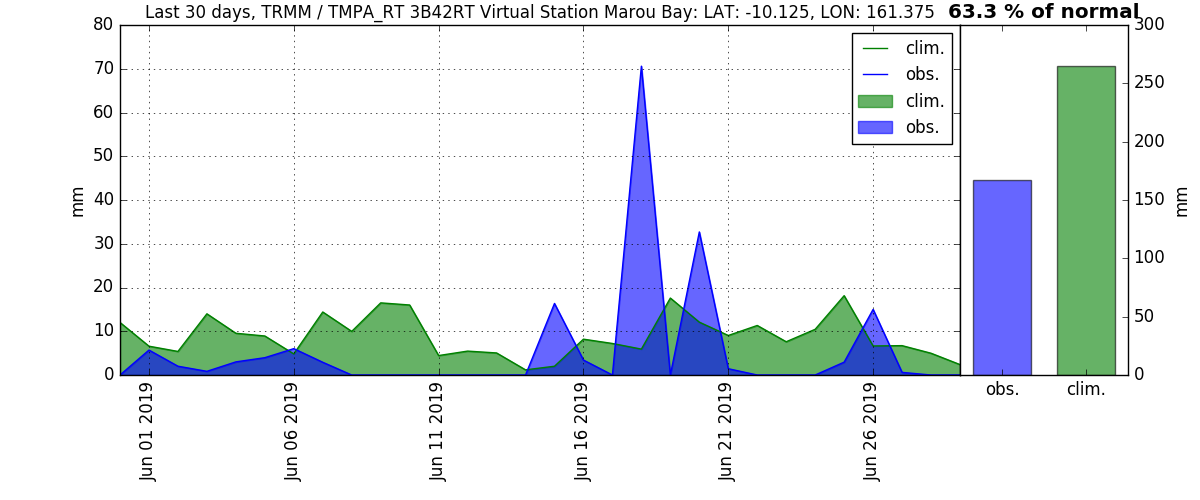 Last 30 days, TRMM / TMPA_RT 3B42RT Virtual Station Marou Bay: LAT: -10.125, LON: 161.375
63.3 % of normal
80
70
60
50
40
30
20
10
0
mm
clim.
obs.
clim.
obs.
Jun 01 2019
Jun 06 2019
Jun 11 2019
Jun 16 2019
Jun 21 2019
Jun 26 2019
300
250
200
150
100
50
0
mm
obs.
clim.